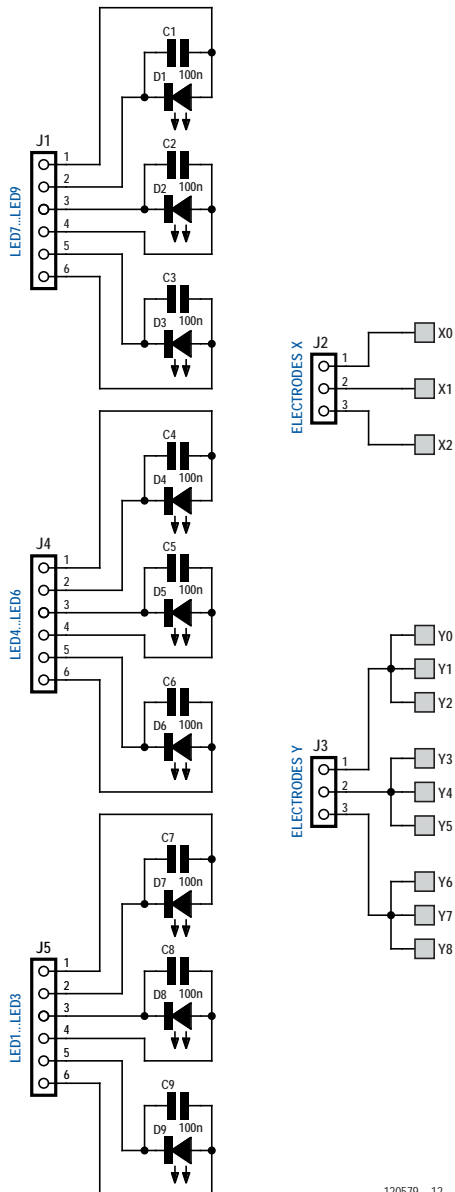 C1
D1 100n
J1
LED7...LED9
1
2
3
4
5
6
C2
D2 100n
C3
D3 100n
J2
ELECTRODES X
1
2
3
X0
X1
X2
J4
LED4...LED6
1
2
3
4
5
6
C4
D4 100n
C5
D5 100n
C6
D6 100n
J3
ELECTRODES Y
1
2
3
Y0
Y1
Y2
Y3
Y4
Y5
Y6
Y7
Y8
J5
LED1...LED3
1
2
3
4
5
6
C7
D7 100n
C8
D8 100n
C9
D9 100n
120579 - 12